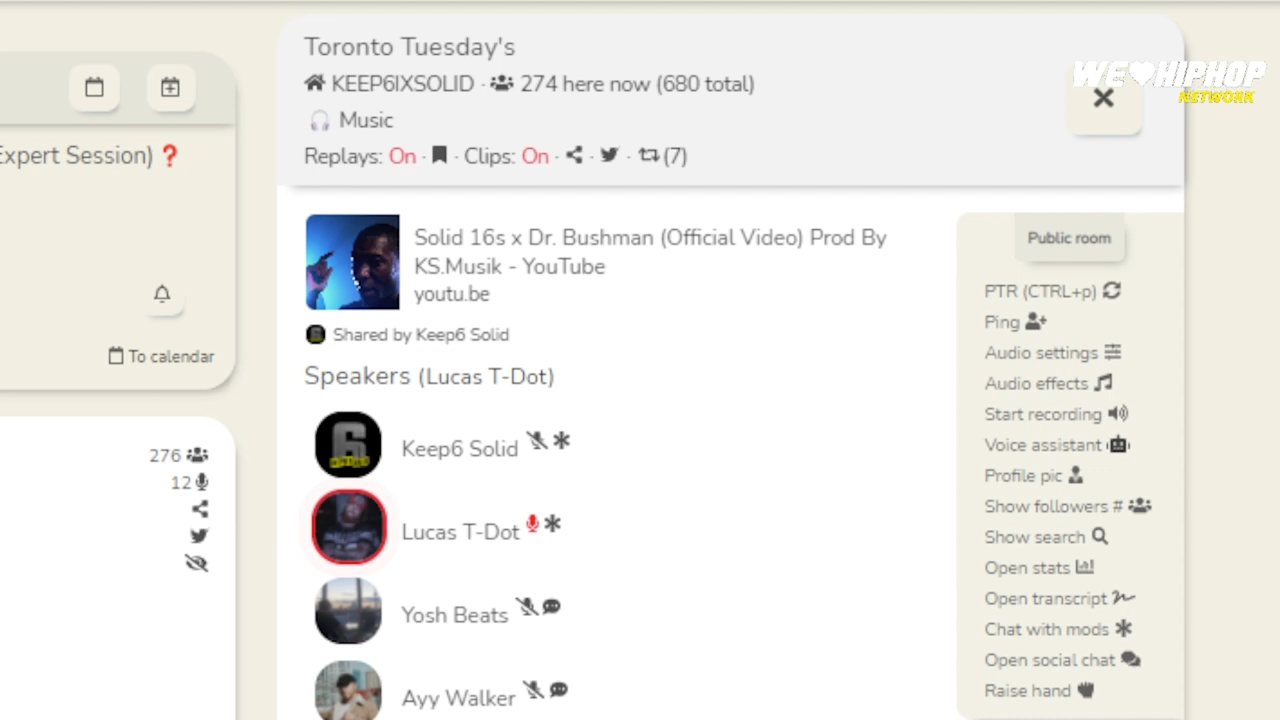 Toronto Tuesday's
KEEP6IXSOLID · 274 here now (680 total)
Music
Replays: On · · Clips: On · · · (7)
WE HIPHOP
NETWORK
Expert Session) ❓
To calendar
276
12
Solid 16s x Dr. Bushman (Official Video) Prod By
KS.Musik - YouTube
youtu.be
Shared by Keep6 Solid
Speakers (Lucas T-Dot)
6
Keep6 Solid
Lucas T-Dot
Yosh Beats
Ayy Walker
Public room
PTR (CTRL+p)
Ping
Audio settings
Audio effects
Start recording
Voice assistant
Profile pic
Show followers #
Show search
Open stats
Open transcript
Chat with mods
Open social chat
Raise hand